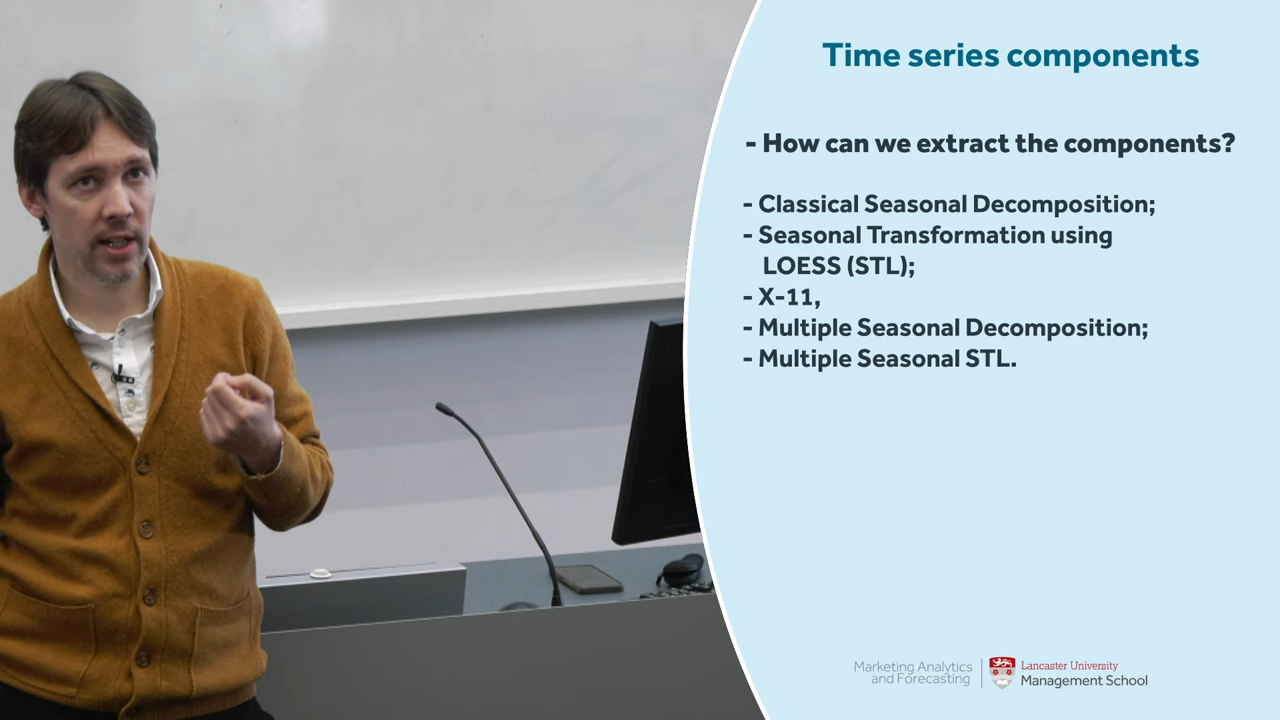 Time series components
- How can we extract the components?
- Classical Seasonal Decomposition;
- Seasonal Transformation using
LOESS (STL);
- X-11,
- Multiple Seasonal Decomposition;
- Multiple Seasonal STL.
Marketing Analytics
and Forecasting
Lancaster University
Management School